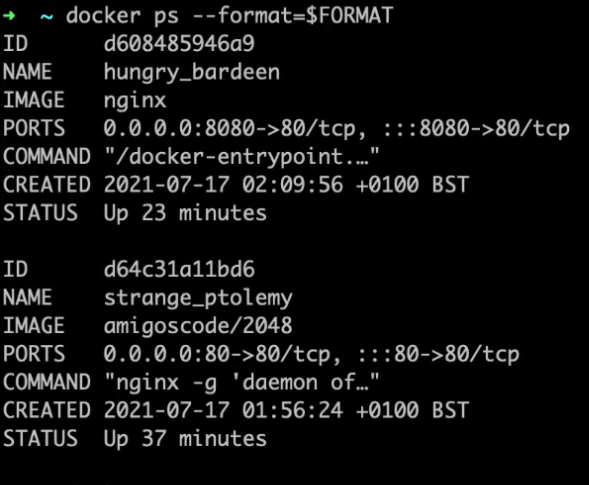 ➜  ~ docker ps --format=$FORMAT
ID      d608485946a9
NAME    hungry_bardeen
IMAGE   nginx
PORTS   0.0.0.0:8080->80/tcp, :::8080->80/tcp
COMMAND "/docker-entrypoint.…"
CREATED 2021-07-17 02:09:56 +0100 BST
STATUS  Up 23 minutes

ID      d64c31a11bd6
NAME    strange_ptolemy
IMAGE   amigoscode/2048
PORTS   0.0.0.0:80->80/tcp, :::80->80/tcp
COMMAND "nginx -g 'daemon of…"
CREATED 2021-07-17 01:56:24 +0100 BST
STATUS  Up 37 minutes